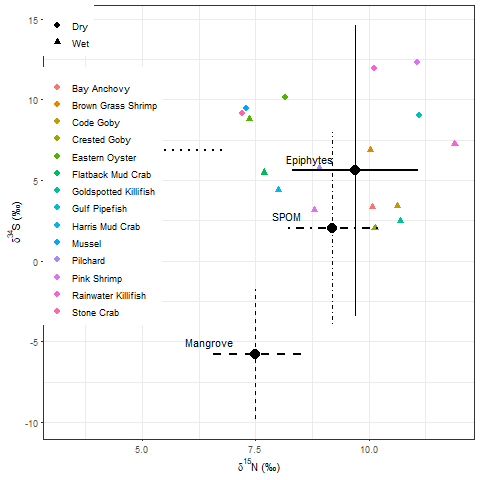 15
10
5
0
-5
-10
δ34S (‰)
Dry
Wet
Bay Anchovy
Brown Grass Shrimp
Code Goby
Crested Goby
Eastern Oyster
Flatback Mud Crab
Goldspotted Killifish
Gulf Pipefish
Harris Mud Crab
Mussel
Pilchard
Pink Shrimp
Rainwater Killifish
Stone Crab
Epiphytes
SPOM
Mangrove
5.0
7.5
10.0
δ15N (‰)